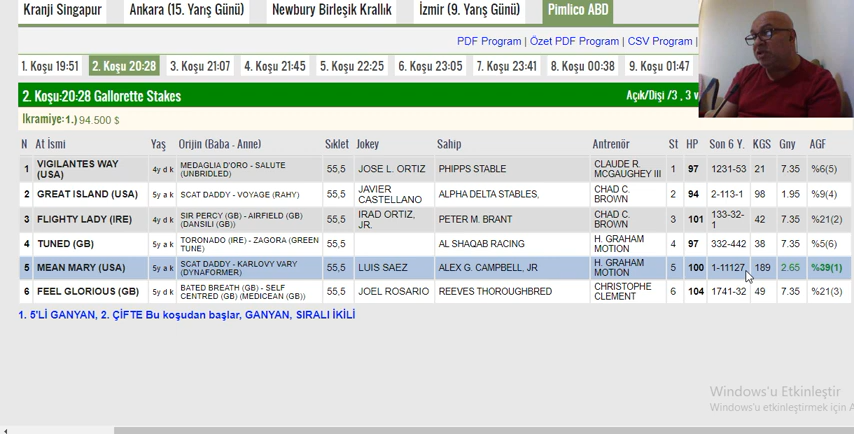 Kranji Singapur Ankara (15. Yarış Günü) Newbury Birleşik Krallık İzmir (9. Yarış Günü) Pimlico ABD
PDF Program | Özet PDF Program | CSV Program |
1. Koşu 19:51 2. Koşu 20:28 3. Koşu 21:07 4. Koşu 21:45 5. Koşu 22:25 6. Koşu 23:05 7. Koşu 23:41 8. Koşu 00:38 9. Koşu 01:47
2. Koşu:20:28 Gallorette Stakes Açık/Dişi /3 , 3 v
Ikramiye:1.) 94.500 $
N At İsmi Yaş Orijin (Baba - Anne) Sıklet Jokey Sahip Antrenör St HP Son 6 Y. KGS Gny AGF
1 VIGILANTES WAY (USA) 4y d k MEDAGLIA D'ORO - SALUTE (UNBRIDLED) 55,5 JOSE L. ORTIZ PHIPPS STABLE CLAUDE R. MCGAUGHEY III 1 97 1231-53 21 7.35 %6(5)
2 GREAT ISLAND (USA) 5y a k SCAT DADDY - VOYAGE (RAHY) 55,5 JAVIER CASTELLANO ALPHA DELTA STABLES, CHAD C. BROWN 2 94 2-113-1 98 1.95 %9(4)
3 FLIGHTY LADY (IRE) 4y d k SIR PERCY (GB) - AIRFIELD (GB) (DANSILI (GB)) 55,5 IRAD ORTIZ, JR. PETER M. BRANT CHAD C. BROWN 3 101 133-32-1 42 7.35 %21(2)
4 TUNED (GB) 5y a k TORONADO (IRE) - ZAGORA (GREEN TUNE) 55,5 AL SHAQAB RACING H. GRAHAM MOTION 4 97 332-442 38 7.35 %5(6)
5 MEAN MARY (USA) 5y a k SCAT DADDY - KARLOVY VARY (DYNAFORMER) 55,5 LUIS SAEZ ALEX G. CAMPBELL, JR H. GRAHAM MOTION 5 100 1-11127 189 2.65 %39(1)
6 FEEL GLORIOUS (GB) 5y a k BATED BREATH (GB) - SELF CENTRED (GB) (MEDICEAN (GB)) 55,5 JOEL ROSARIO REEVES THOROUGHBRED CHRISTOPHE CLEMENT 6 104 1741-32 49 7.35 %21(3)
1. 5'Lİ GANYAN, 2. ÇİFTE Bu koşudan başlar, GANYAN, SIRALI İKİLİ
Windows'u Etkinleştir
Windows'u etkinleştirmek için A